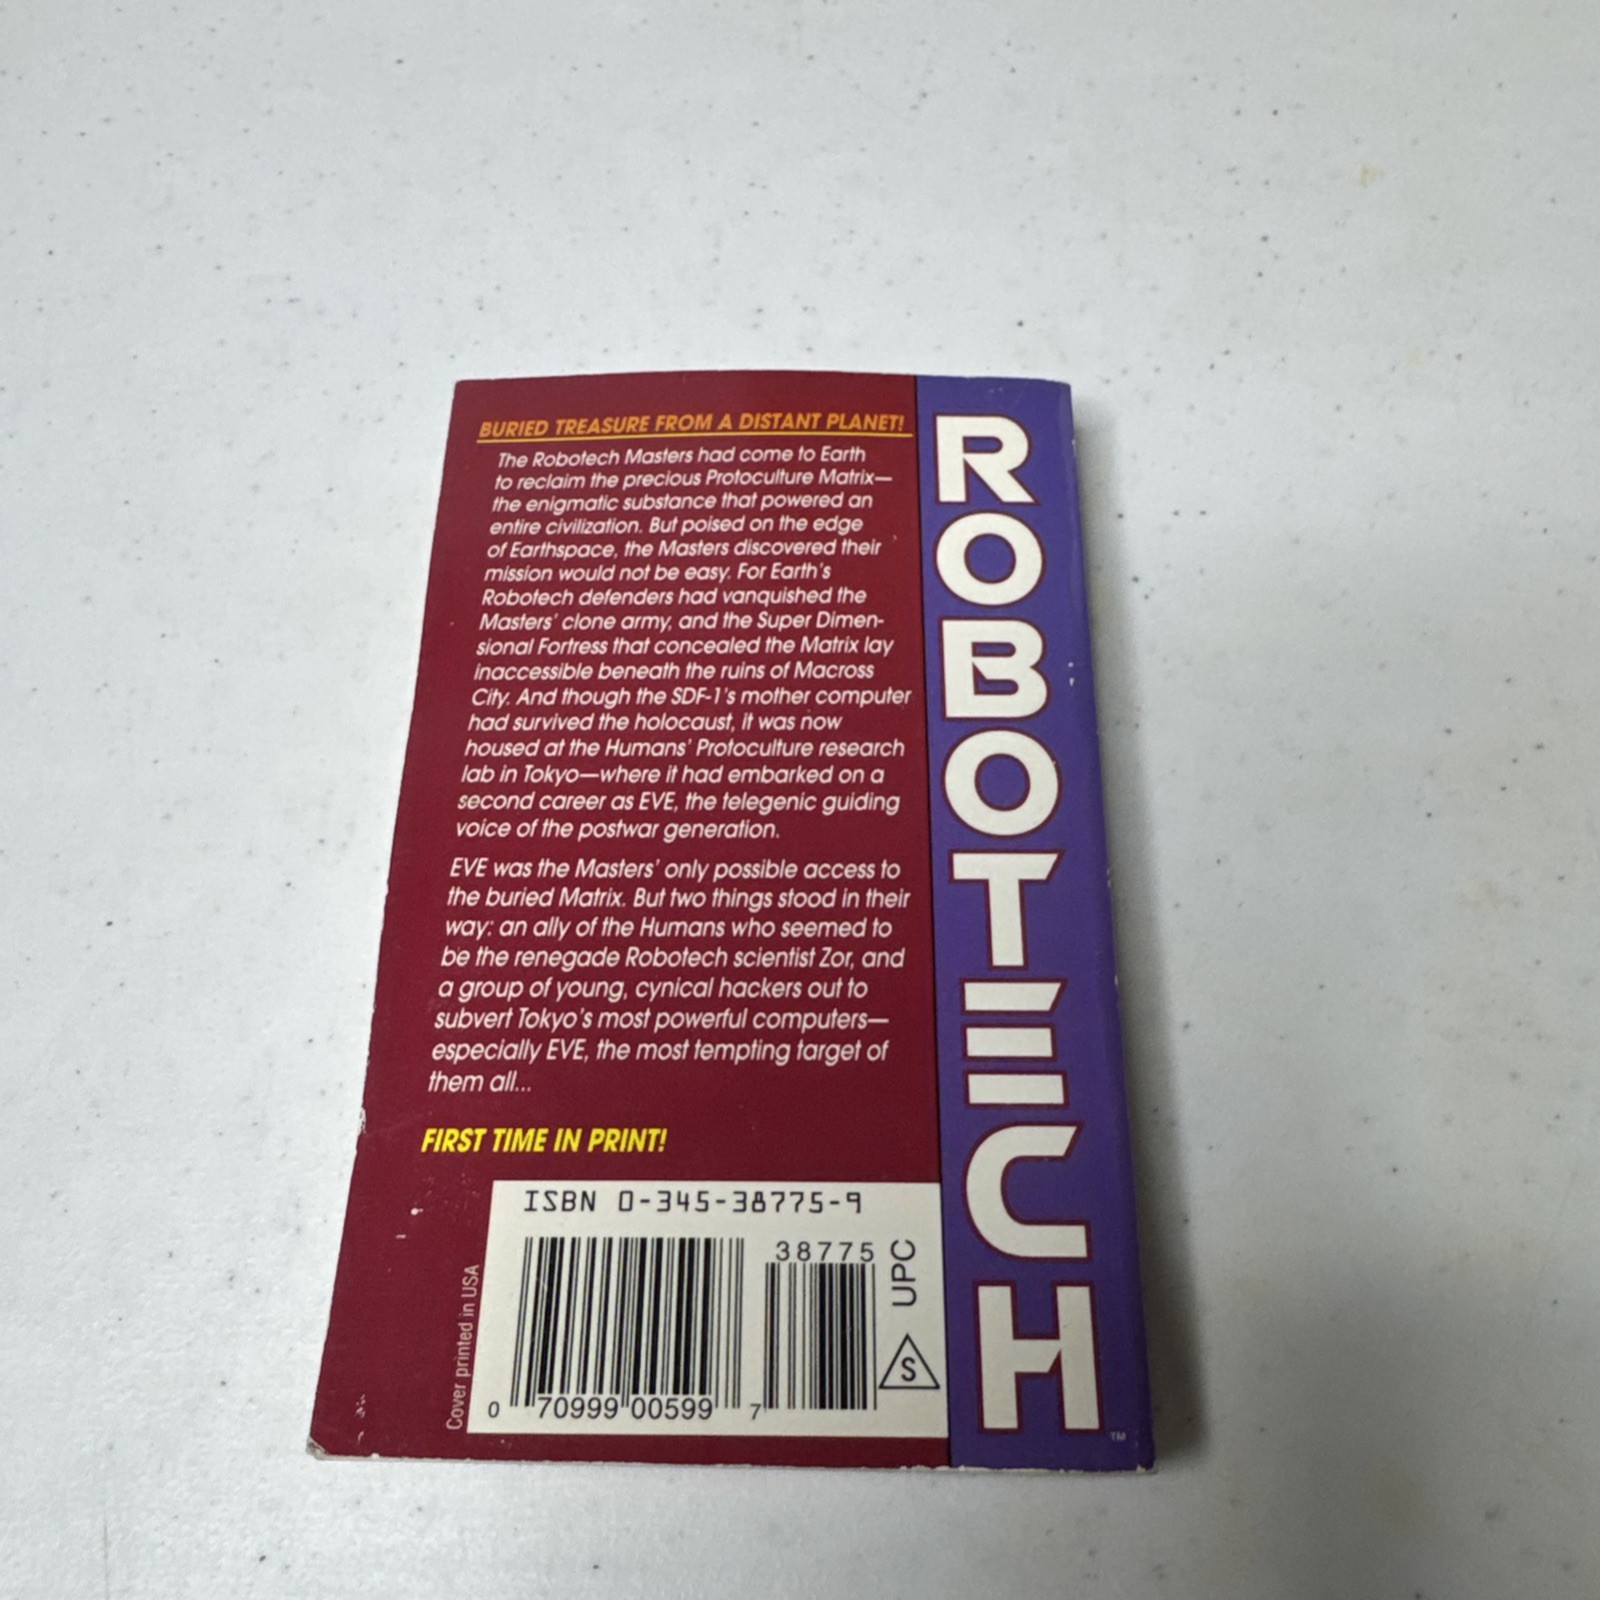 BURIED TREASURE FROM A DISTANT PLANET!
The Robotech Masters had come to Earth
to reclaim the precious Protoculture Matrix—
the enigmatic substance that powered an
entire civilization. But poised on the edge
of Earthspace, the Masters discovered their
mission would not be easy. For Earth's
Robotech defenders had vanquished the
Masters' clone army, and the Super Dimen-
sional Fortress that concealed the Matrix lay
inaccessible beneath the ruins of Macross
City. And though the SDF-1's mother computer
had survived the holocaust, it was now
housed at the Humans' Protoculture research
lab in Tokyo—where it had embarked on a
second career as EVE, the telegenic guiding
voice of the postwar generation.
EVE was the Masters' only possible access to
the buried Matrix. But two things stood in their
way: an ally of the Humans who seemed to
be the renegade Robotech scientist Zor, and
a group of young, cynical hackers out to
subvert Tokyo's most powerful computers—
especially EVE, the most tempting target of
them all...
FIRST TIME IN PRINT!
ISBN 0-345-38775-9
38775
UPC
S
0 70999 00599 7
Cover printed in USA
ROBOTECH
TM